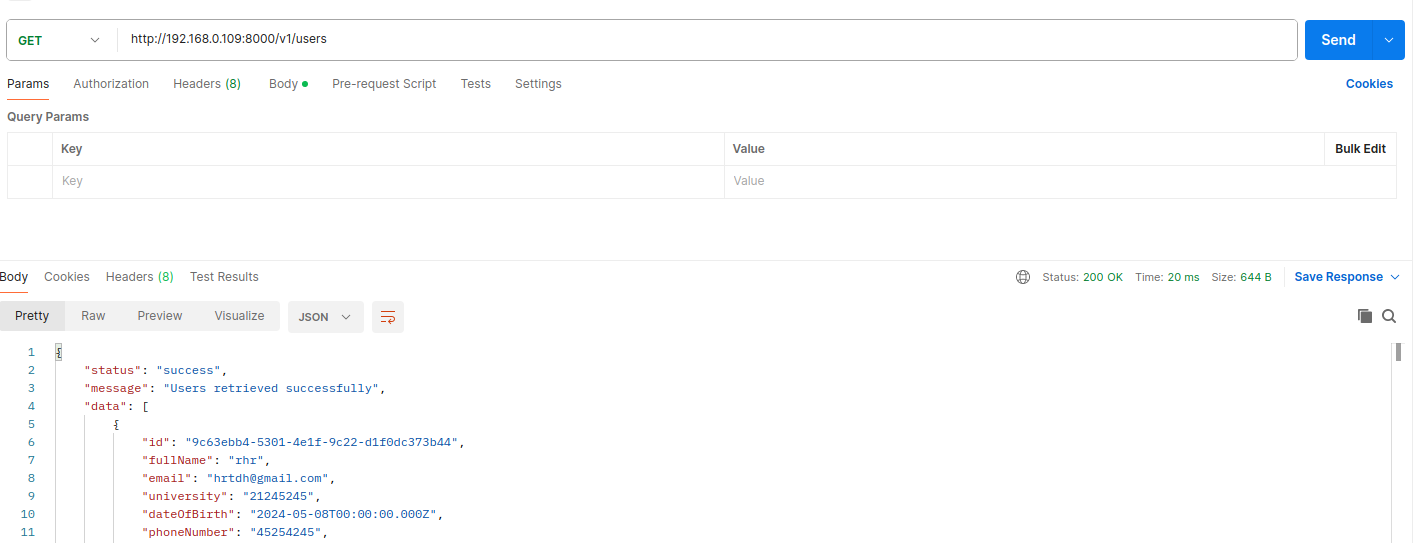 GET http://192.168.0.109:8000/v1/users Send
Params Authorization Headers (8) Body Pre-request Script Tests Settings Cookies
Query Params
Key Value Bulk Edit
Key Value
Body Cookies Headers (8) Test Results Status: 200 OK Time: 20 ms Size: 644 B Save Response
Pretty Raw Preview Visualize JSON
1 {
2 "status": "success",
3 "message": "Users retrieved successfully",
4 "data": [
5 {
6 "id": "9c63ebb4-5301-4e1f-9c22-d1f0dc373b44",
7 "fullName": "rhr",
8 "email": "hrtdh@gmail.com",
9 "university": "21245245",
10 "dateOfBirth": "2024-05-08T00:00:00.000Z",
11 "phoneNumber": "45254245",